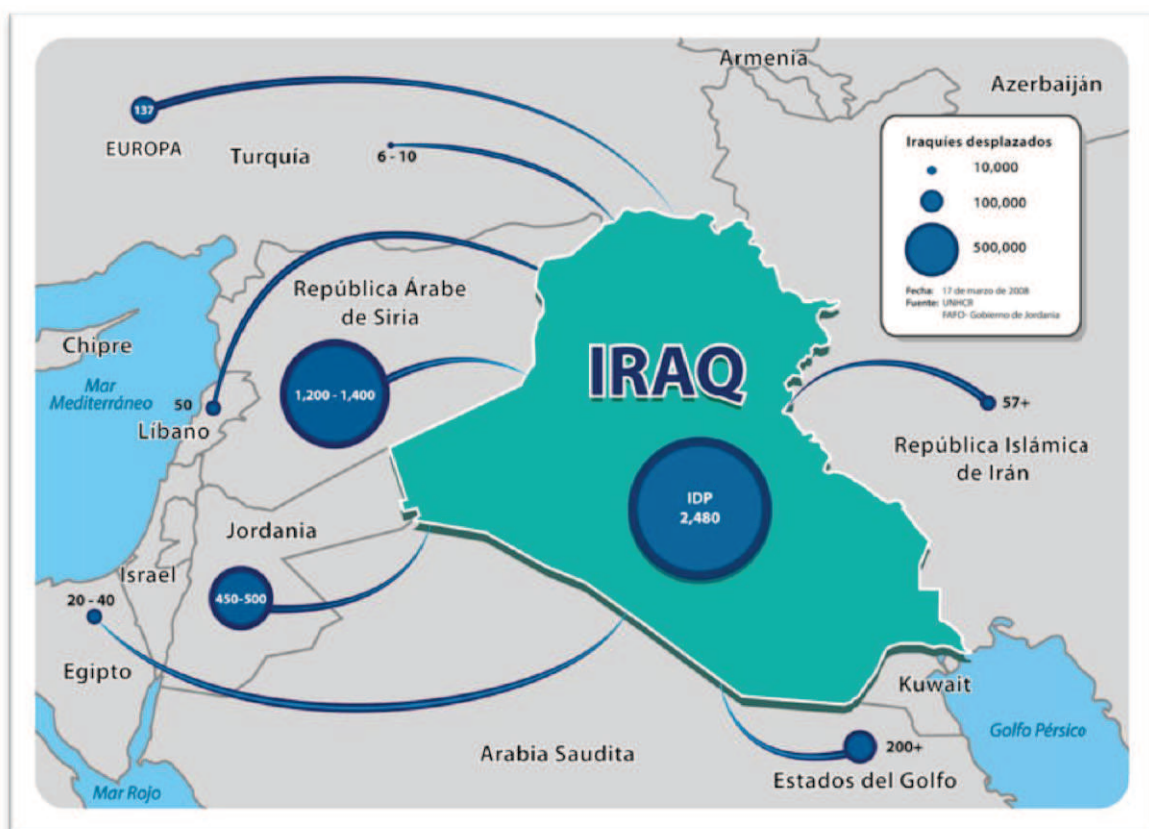 Armenia
Azerbaiján
137
EUROPA
Turquía
6 - 10
Iraquíes desplazados
10,000
100,000
500,000
Fecha: 17 de marzo de 2008
Fuente: UNHCR
FAFO- Gobierno de Jordania
República Árabe
de Siria
Chipre
Mar
Mediterráneo
IRAQ
1,200 - 1,400
50
Líbano
57+
República Islámica
de Irán
IDP
2,480
Jordania
Israel
20 - 40
450-500
Egipto
Kuwait
Golfo Pérsico
Arabia Saudita
200+
Estados del Golfo
Mar Rojo